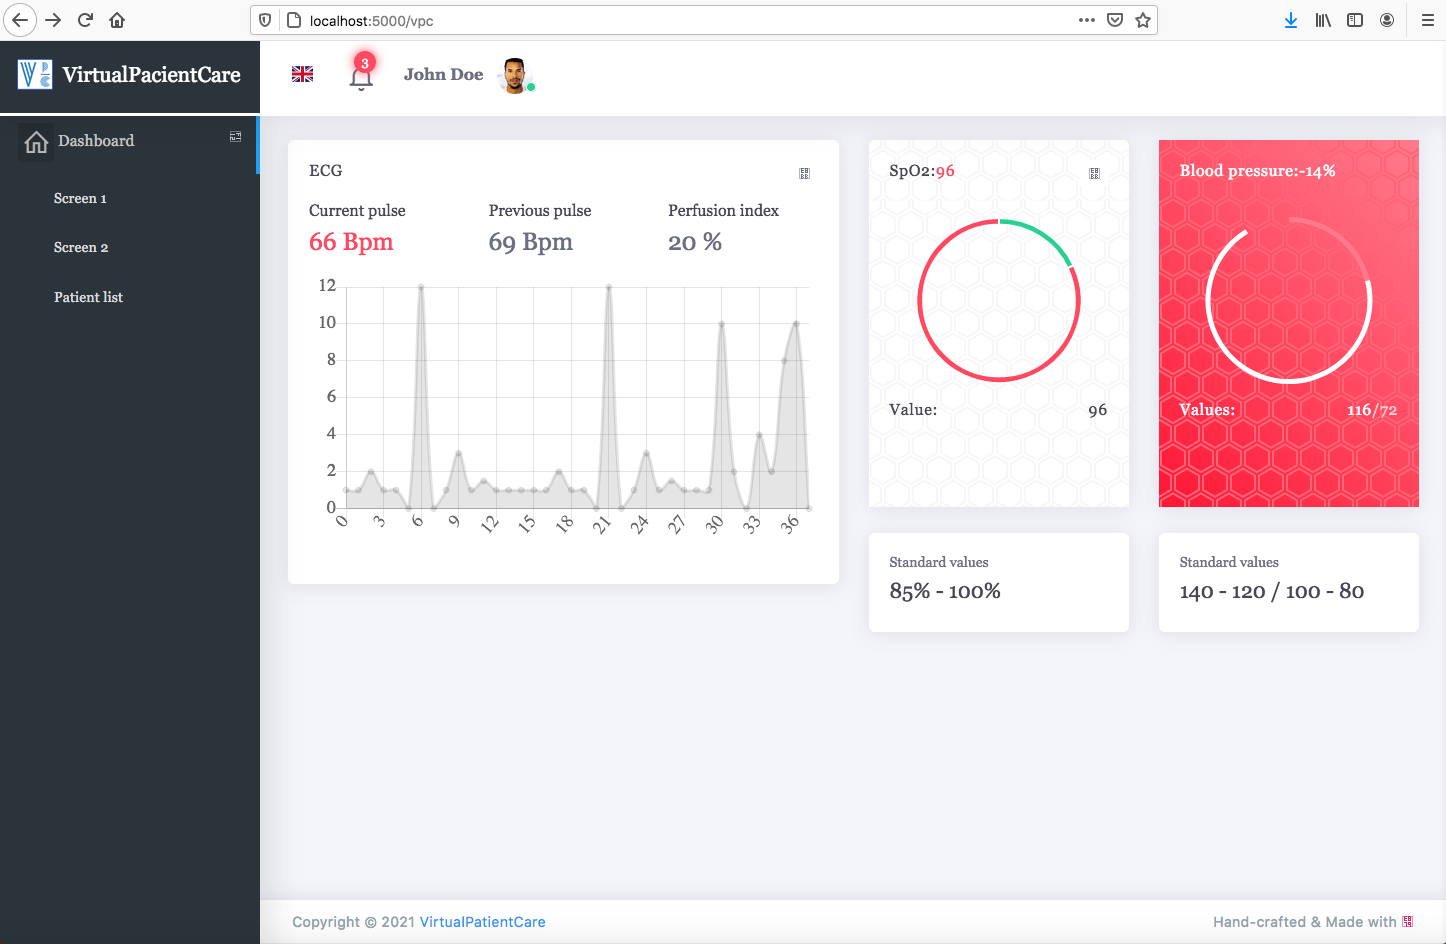 localhost:5000/vpc
VPC VirtualPacientCare
3
John Doe
Dashboard
Screen 1
Screen 2
Patient list
ECG
Current pulse Previous pulse Perfusion index
66 Bpm 69 Bpm 20 %
12
10
8
6
4
2
0
0 3 6 9 12 15 18 21 24 27 30 33 36
SpO2:96
Value: 96
Blood pressure:-14%
Values: 116/72
Standard values
85% - 100%
Standard values
140 - 120 / 100 - 80
Copyright © 2021 VirtualPatientCare
Hand-crafted & Made with